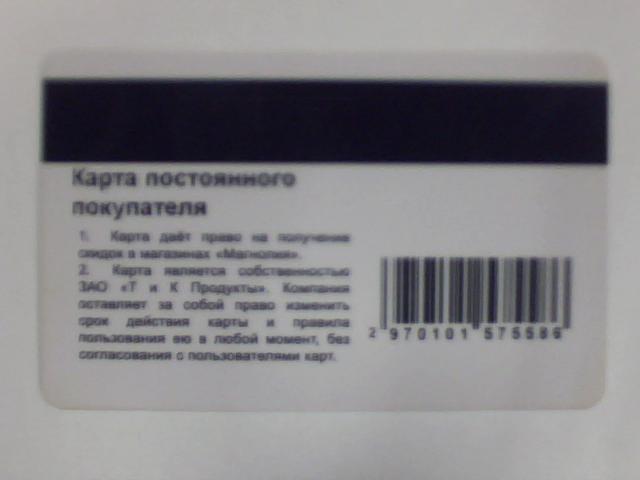 Карта постоянного
покупателя
1. Карта даёт право на получение
скидок в магазинах «Магнолия».
2. Карта является собственностью
ЗАО «Т и К Продукты». Компания
оставляет за собой право изменить
срок действия карты и правила
пользования ею в любой момент, без
согласования с пользователями карт.
2 970101 575586